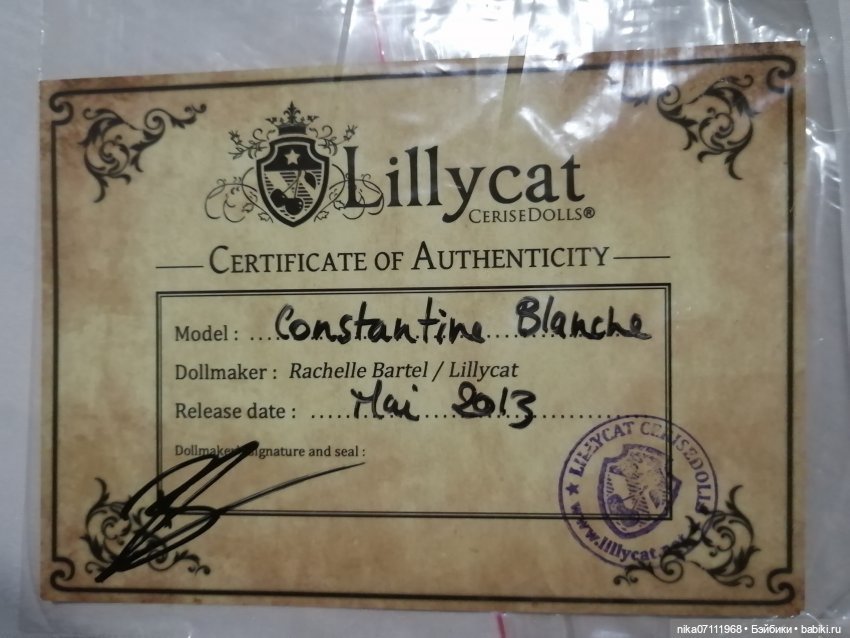 Lillycat
CERISEDOLLS®
CERTIFICATE OF AUTHENTICITY
Model : Constantine Blanche
Dollmaker : Rachelle Bartel / Lillycat
Release date : Mai 2013
Dollmaker signature and seal :
LILLYCAT CERISEDOLLS
www.lillycat.net
nika07111968 • Бэйбики • babiki.ru